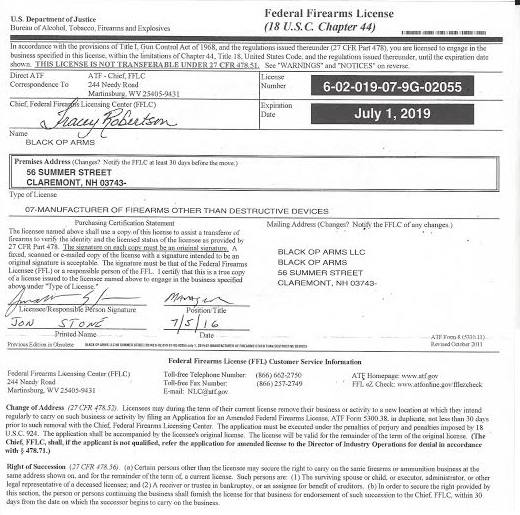 U.S. Department of Justice
Bureau of Alcohol, Tobacco, Firearms and Explosives
Federal Firearms License
(18 U.S.C. Chapter 44)
In accordance with the provisions of Title I, Gun Control Act of 1968, and the regulations issued thereunder (27 CFR Part 478), you are licensed to engage in the
business specified in this license, within the limitations of Chapter 44, Title 18, United States Code, and the regulations issued thereunder, until the expiration date
shown. THIS LICENSE IS NOT TRANSFERABLE UNDER 27 CFR 478.51. See "WARNINGS" and "NOTICES" on reverse.
Direct ATF
Correspondence To
ATF - Chief, FFLC
244 Needy Road
Martinsburg, WV 25405-9431
License
Number
6-02-019-07-9G-02055
Chief, Federal Firearms Licensing Center (FFLC)
Tracey Robertson
Expiration
Date
July 1, 2019
Name
BLACK OP ARMS
Premises Address (Changes? Notify the FFLC at least 30 days before the move.)
56 SUMMER STREET
CLAREMONT, NH 03743-
Type of License
07-MANUFACTURER OF FIREARMS OTHER THAN DESTRUCTIVE DEVICES
Purchasing Certification Statement
The licensee named above shall use a copy of this license to assist a transferor of
firearms to verify the identity and the licensed status of the licensee as provided by
27 CFR Part 478. The signature on each copy must be an original signature. A
faxed, scanned or e-mailed copy of the license with a signature intended to be an
original signature is acceptable. The signature must be that of the Federal Firearms
Licensee (FFL) or a responsible person of the FFL. I certify that this is a true copy
of a license issued to the licensee named above to engage in the business specified
above under "Type of License."
Mailing Address (Changes? Notify the FFLC of any changes.)
BLACK OP ARMS LLC
BLACK OP ARMS
56 SUMMER STREET
CLAREMONT, NH 03743-
Manager
Licensee/Responsible Person Signature
Position/Title
JON STONE
7/5/16
Printed Name
Date
Previous Edition is Obsolete
ATF Form 8 (5310.11)
Revised October 2011
Federal Firearms License (FFL) Customer Service Information
Federal Firearms Licensing Center (FFLC)
244 Needy Road
Martinsburg, WV 25405-9431
Toll-free Telephone Number: (866) 662-2750
Toll-free Fax Number: (866) 257-2749
E-mail: NLC@atf.gov
ATF Homepage: www.atf.gov
FFL eZ Check: www.atfonline.gov/fflezcheck
Change of Address (27 CFR 478.52). Licensees may during the term of their current license remove their business or activity to a new location at which they intend
regularly to carry on such business or activity by filing an Application for an Amended Federal Firearms License, ATF Form 5300.38, in duplicate, not less than 30 days
prior to such removal with the Chief, Federal Firearms Licensing Center. The application must be executed under the penalties of perjury and penalties imposed by 18
U.S.C. 924. The application shall be accompanied by the licensee's original license. The license will be valid for the remainder of the term of the original license. (The
Chief, FFLC, shall, if the applicant is not qualified, refer the application for amended license to the Director of Industry Operations for denial in accordance
with § 478.71.)
Right of Succession (27 CFR 478.56). (a) Certain persons other than the licensee may secure the right to carry on the same firearms or ammunition business at the
same address shown on, and for the remainder of the term of, a current license. Such persons are: (1) The surviving spouse or child, or executor, administrator, or other
legal representative of a deceased licensee; and (2) A receiver or trustee in bankruptcy, or an assignee for benefit of creditors. (b) In order to secure the right provided by
this section, the person or persons continuing the business shall furnish the license for that business for endorsement of such succession to the Chief, FFLC, within 30
days from the date on which the successor begins to carry on the business.